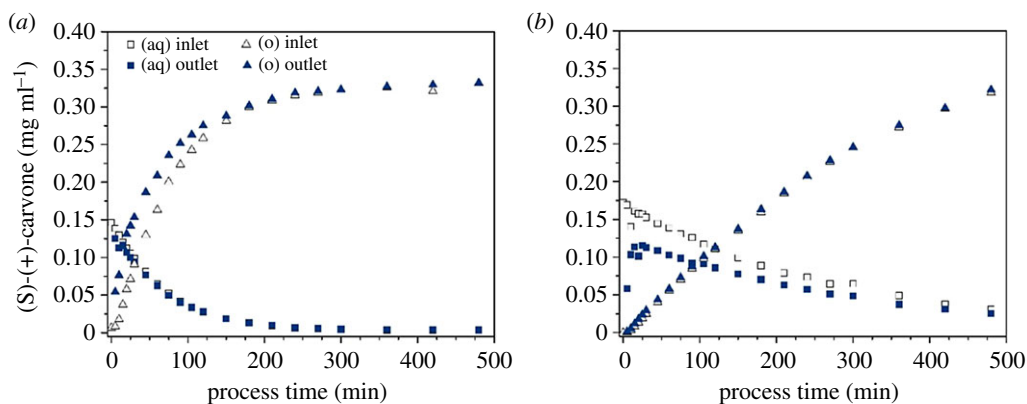 (a) (b)
0.40 0.40
(aq) inlet (o) inlet
(aq) outlet (o) outlet
0.35 0.35
0.30 0.30
0.25 0.25
0.20 0.20
0.15 0.15
0.10 0.10
0.05 0.05
0 0
(S)-(+)-carvone (mg ml⁻¹)
0 100 200 300 400 500 0 100 200 300 400 500
process time (min) process time (min)